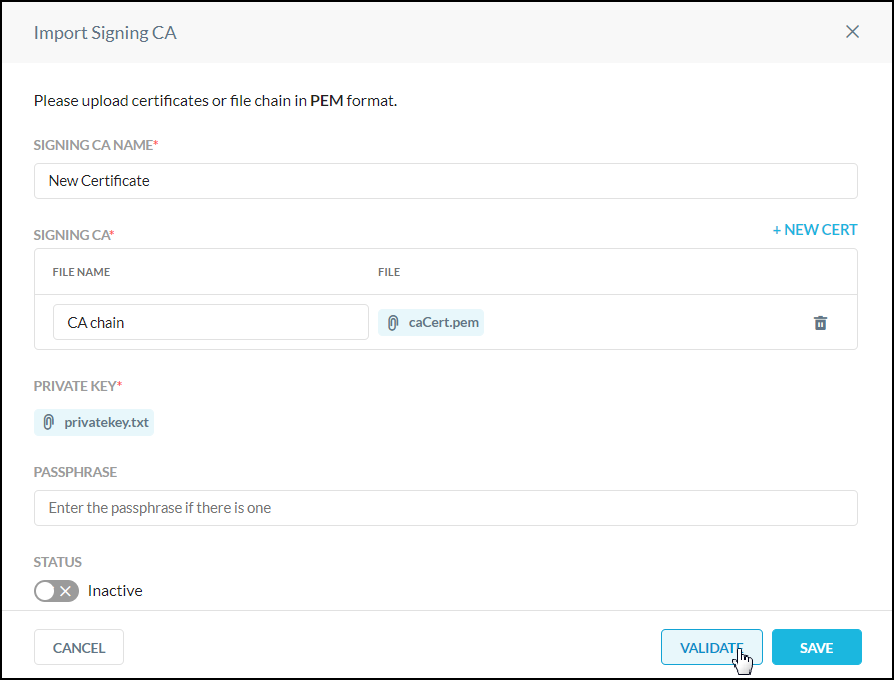 Import Signing CA
Please upload certificates or file chain in PEM format.
SIGNING CA NAME*
New Certificate
SIGNING CA*
+ NEW CERT
FILE NAME FILE
CA chain caCert.pem
PRIVATE KEY*
privatekey.txt
PASSPHRASE
Enter the passphrase if there is one
STATUS
Inactive
CANCEL VALIDATE SAVE